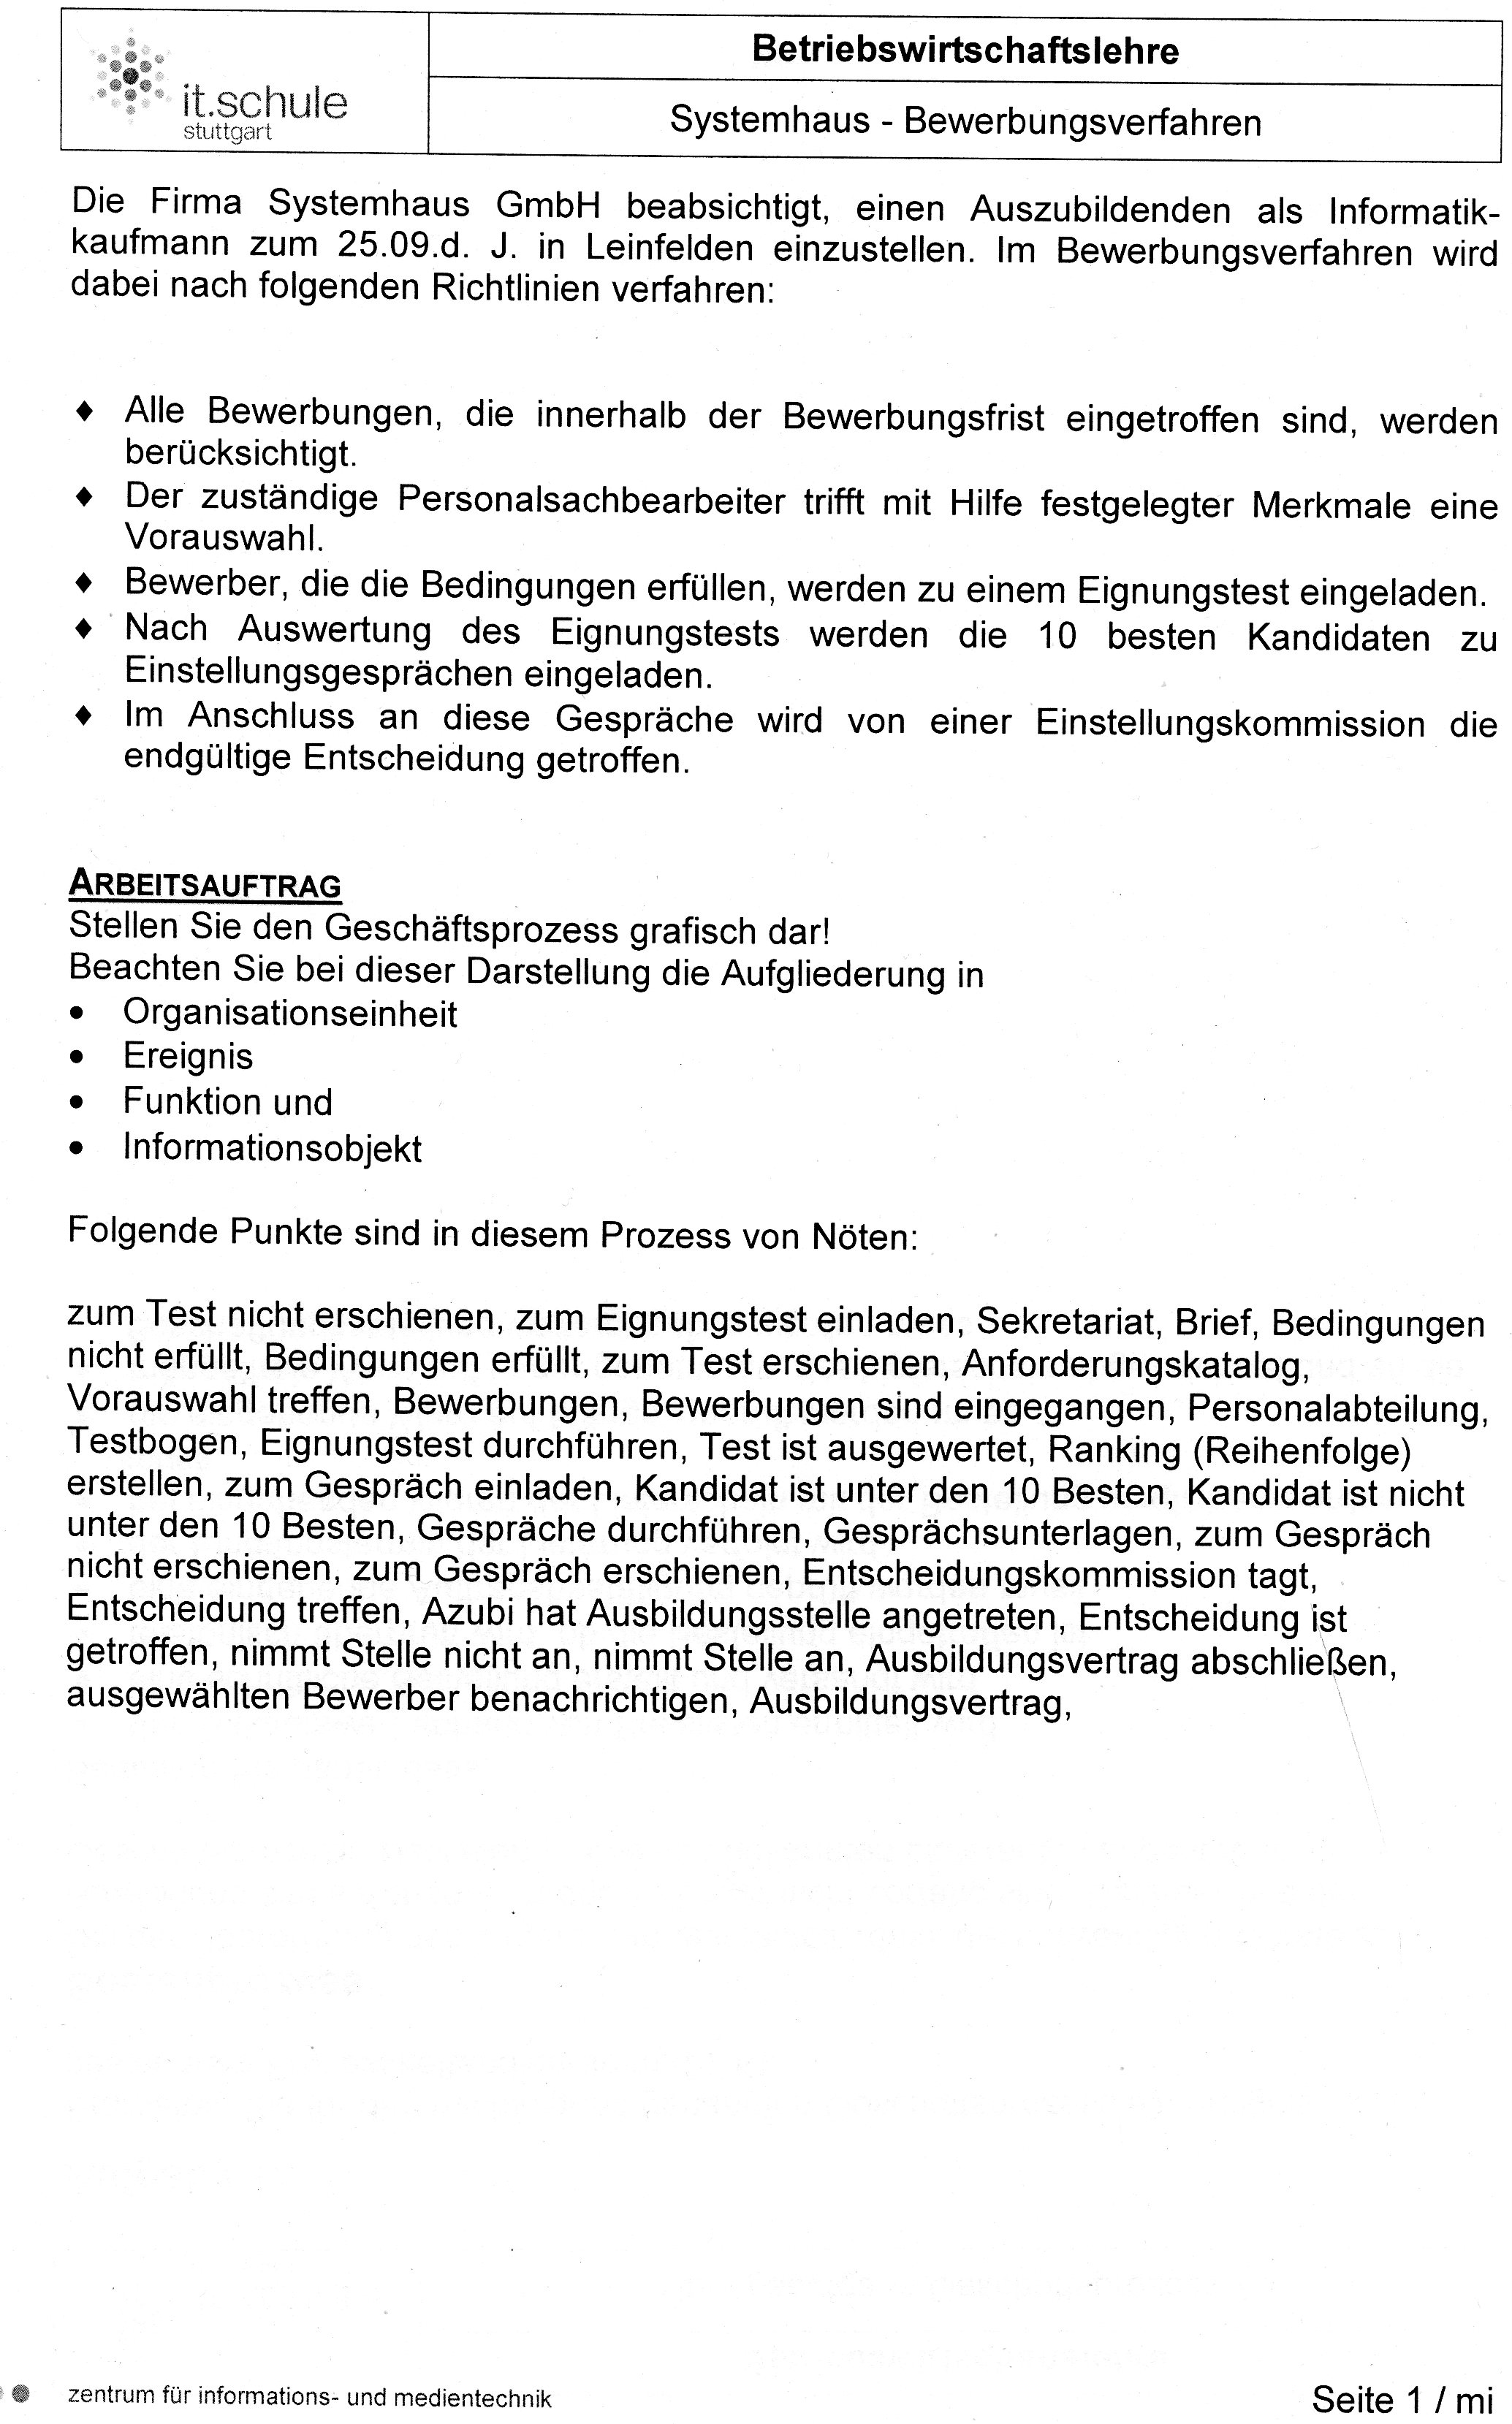 it.schule
stuttgart
Betriebswirtschaftslehre
Systemhaus - Bewerbungsverfahren
Die Firma Systemhaus GmbH beabsichtigt, einen Auszubildenden als Informatik-
kaufmann zum 25.09.d. J. in Leinfelden einzustellen. Im Bewerbungsverfahren wird
dabei nach folgenden Richtlinien verfahren:
♦ Alle Bewerbungen, die innerhalb der Bewerbungsfrist eingetroffen sind, werden
berücksichtigt.
♦ Der zuständige Personalsachbearbeiter trifft mit Hilfe festgelegter Merkmale eine
Vorauswahl.
♦ Bewerber, die die Bedingungen erfüllen, werden zu einem Eignungstest eingeladen.
♦ Nach Auswertung des Eignungstests werden die 10 besten Kandidaten zu
Einstellungsgesprächen eingeladen.
♦ Im Anschluss an diese Gespräche wird von einer Einstellungskommission die
endgültige Entscheidung getroffen.
ARBEITSAUFTRAG
Stellen Sie den Geschäftsprozess grafisch dar!
Beachten Sie bei dieser Darstellung die Aufgliederung in
• Organisationseinheit
• Ereignis
• Funktion und
• Informationsobjekt
Folgende Punkte sind in diesem Prozess von Nöten:
zum Test nicht erschienen, zum Eignungstest einladen, Sekretariat, Brief, Bedingungen
nicht erfüllt, Bedingungen erfüllt, zum Test erschienen, Anforderungskatalog,
Vorauswahl treffen, Bewerbungen, Bewerbungen sind eingegangen, Personalabteilung,
Testbogen, Eignungstest durchführen, Test ist ausgewertet, Ranking (Reihenfolge)
erstellen, zum Gespräch einladen, Kandidat ist unter den 10 Besten, Kandidat ist nicht
unter den 10 Besten, Gespräche durchführen, Gesprächsunterlagen, zum Gespräch
nicht erschienen, zum Gespräch erschienen, Entscheidungskommission tagt,
Entscheidung treffen, Azubi hat Ausbildungsstelle angetreten, Entscheidung ist
getroffen, nimmt Stelle nicht an, nimmt Stelle an, Ausbildungsvertrag abschließen,
ausgewählten Bewerber benachrichtigen, Ausbildungsvertrag,
zentrum für informations- und medientechnik
Seite 1 / mi